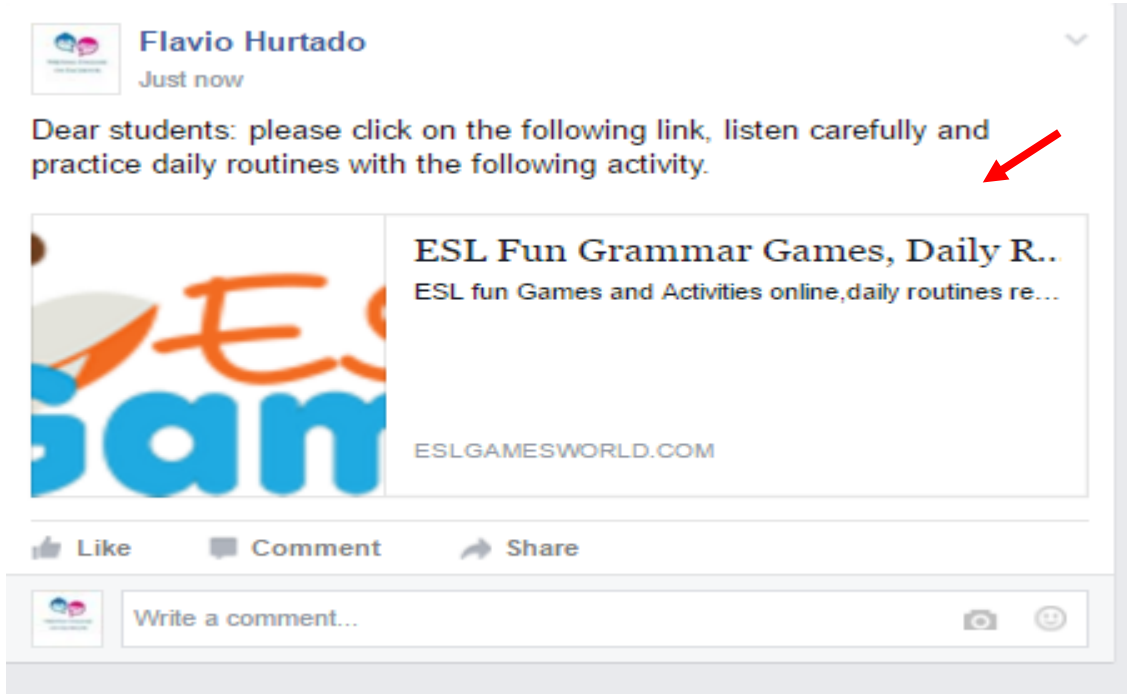 Flavio Hurtado
Just now
Dear students: please click on the following link, listen carefully and
practice daily routines with the following activity.
ES
Gam
ESL Fun Grammar Games, Daily R...
ESL fun Games and Activities online,daily routines re...
ESLGAMESWORLD.COM
Like Comment Share
Write a comment...